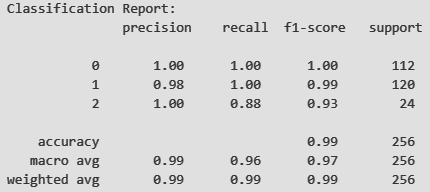 Classification Report:
precision recall f1-score support
0 1.00 1.00 1.00 112
1 0.98 1.00 0.99 120
2 1.00 0.88 0.93 24
accuracy 0.99 256
macro avg 0.99 0.96 0.97 256
weighted avg 0.99 0.99 0.99 256